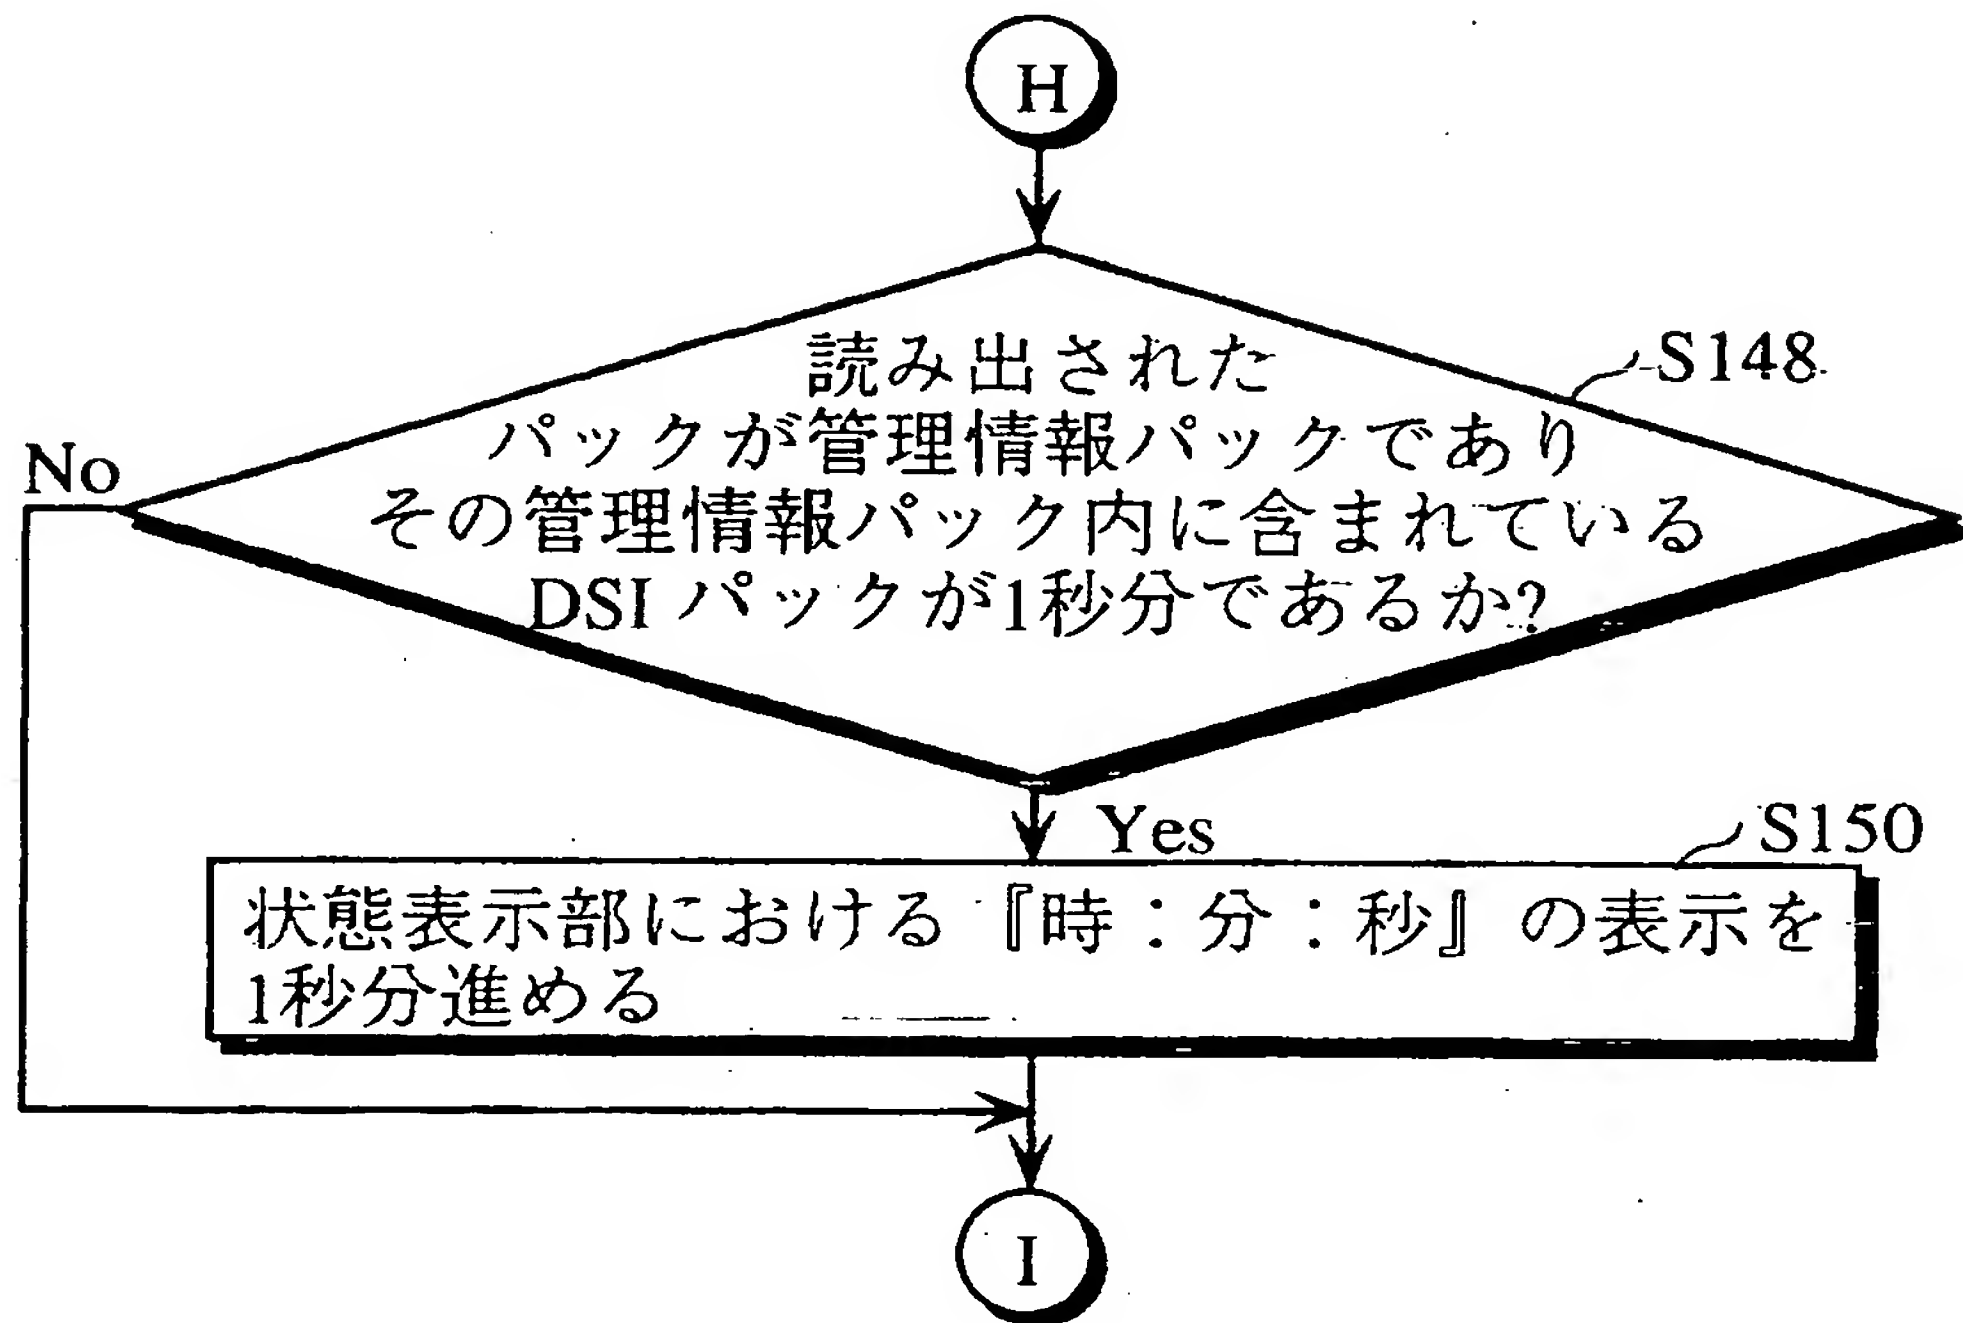 H
読み出された
S148
パックが管理情報パックであり
No
その管理情報パック内に含まれている
DSI パックが1秒分であるか?
Yes
S150
状態表示部における『時：分：秒』の表示を
1秒分進める
I